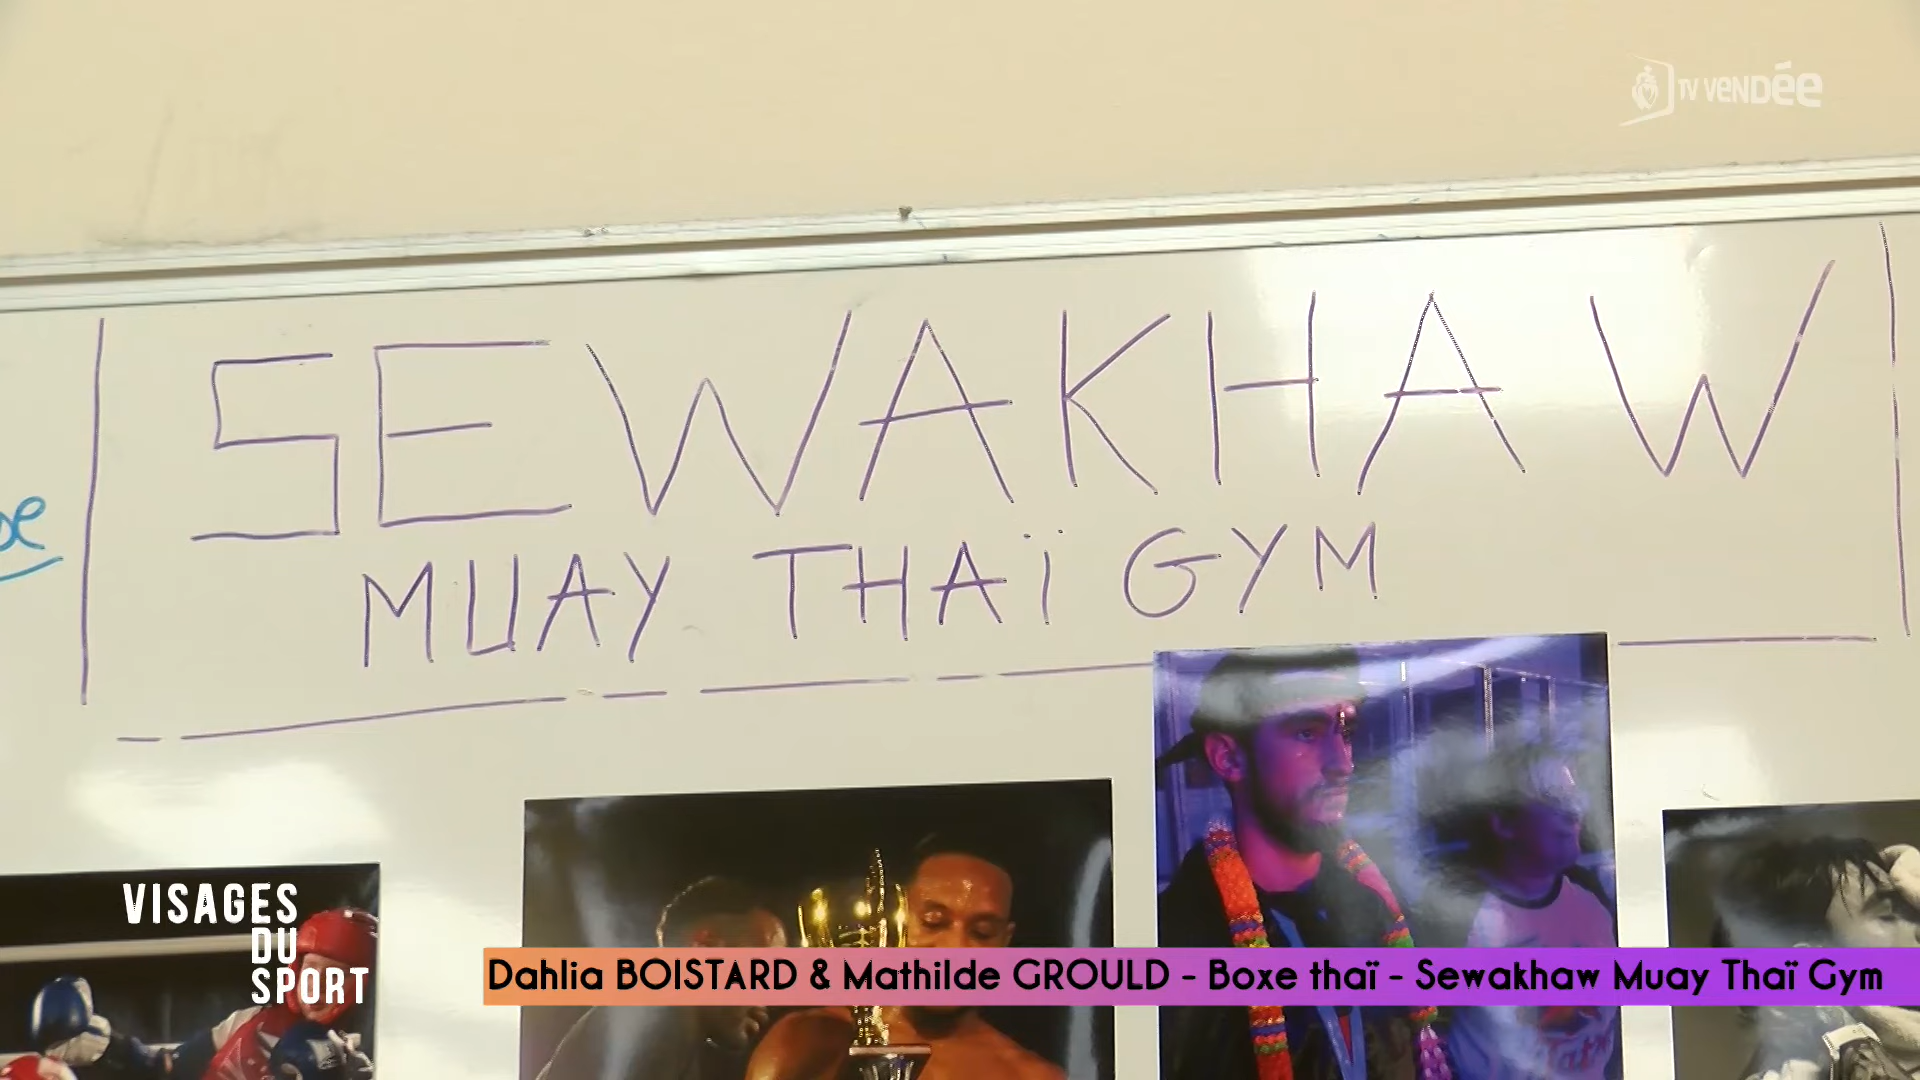 TV VENDÉE
SEWAKHAW
MUAY THAÏ GYM
VISAGES
DU
SPORT
Dahlia BOISTARD & Mathilde GROULD - Boxe thaï - Sewakhaw Muay Thaï Gym